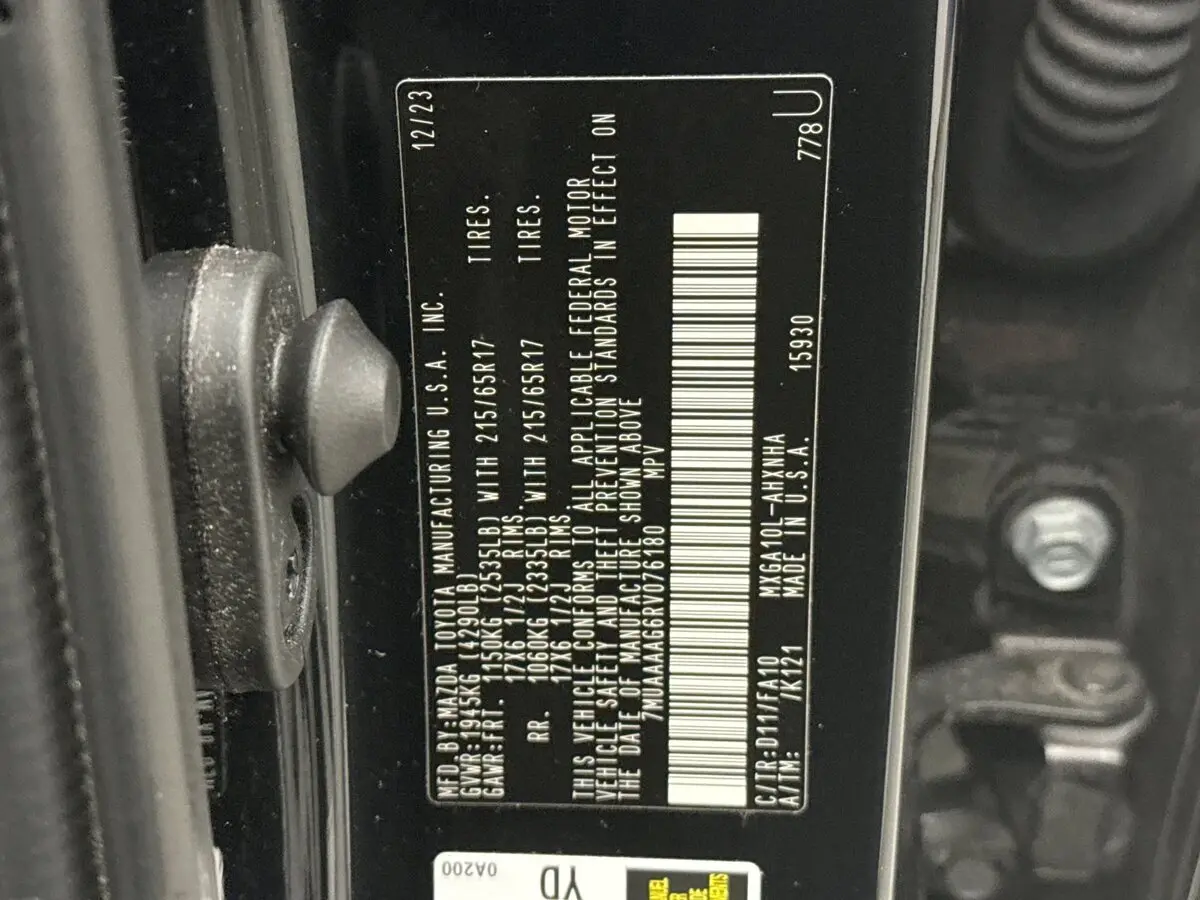 12/23
MFD.BY:MAZDA TOYOTA MANUFACTURING U.S.A. INC.
GVWR:1945KG (4290LB)
GAWR:FRT. 1150KG (2535LB) WITH 215/65R17 TIRES.
17X6 1/2J RIMS.
RR. 1060KG (2335LB) WITH 215/65R17 TIRES.
17X6 1/2J RIMS.
THIS VEHICLE CONFORMS TO ALL APPLICABLE FEDERAL MOTOR
VEHICLE SAFETY AND THEFT PREVENTION STANDARDS IN EFFECT ON
THE DATE OF MANUFACTURE SHOWN ABOVE
7MUAAAAG6RV076180 MPV
C/TR:D11/FA10 MXGA10L-AHXNHA 15930 778U
A/TM: /K121 MADE IN U.S.A.
0A200
YD